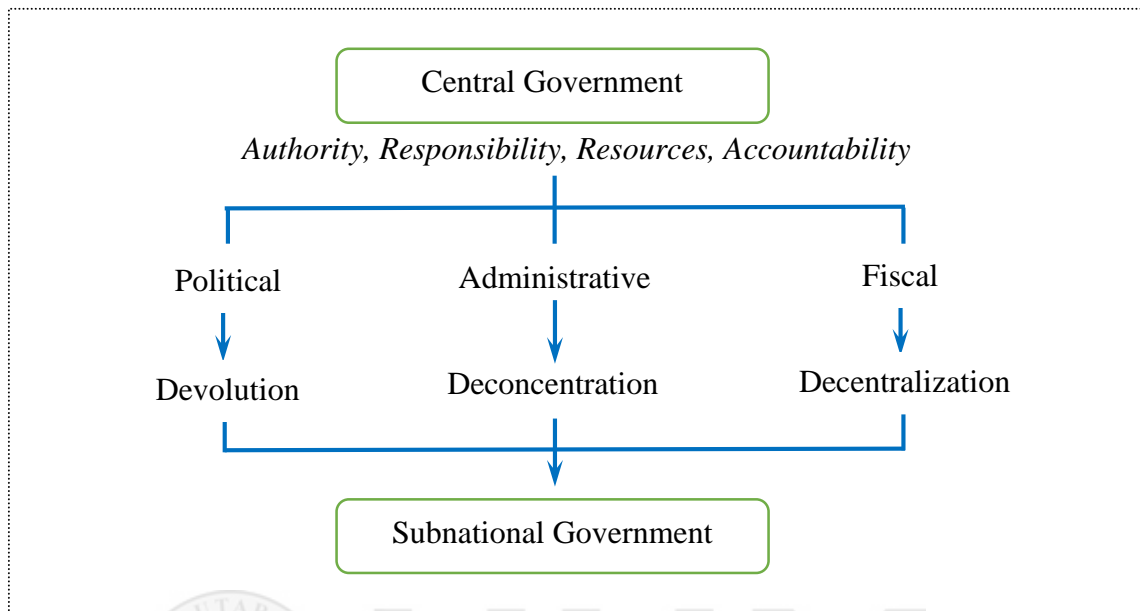 Central Government
Authority, Responsibility, Resources, Accountability
Political
Administrative
Fiscal
Devolution
Deconcentration
Decentralization
Subnational Government